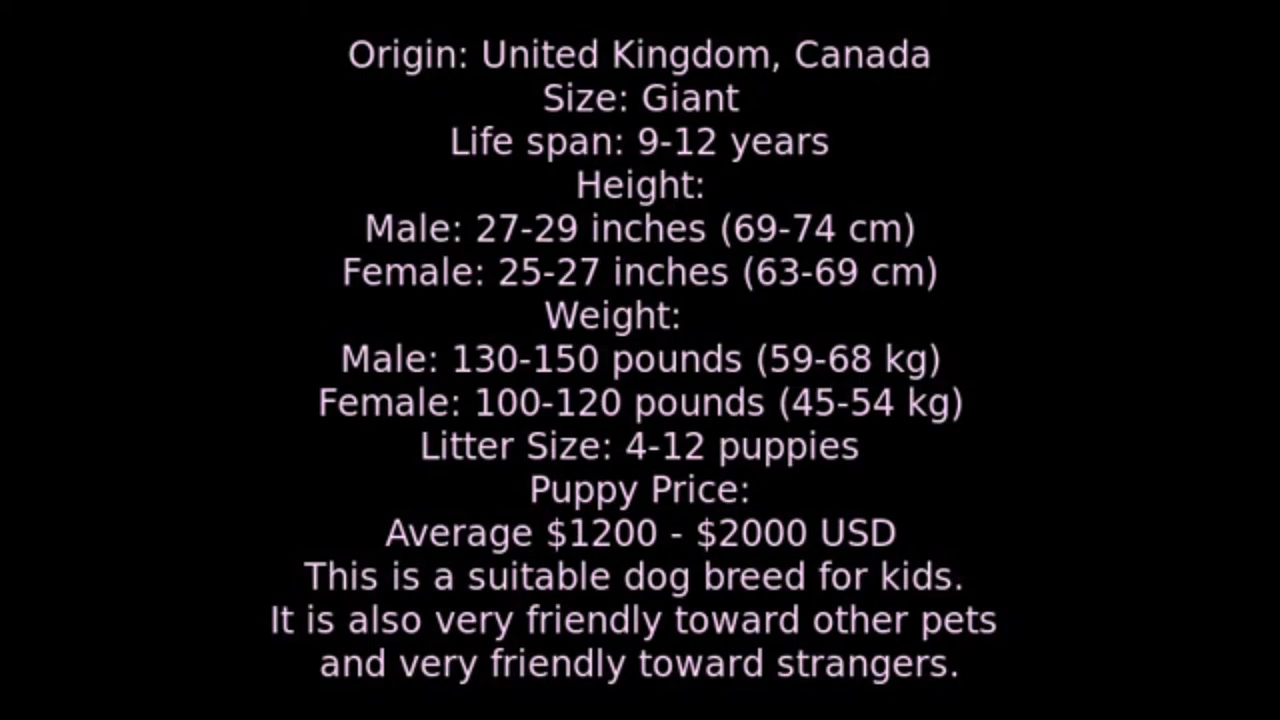 Origin: United Kingdom, Canada
Size: Giant
Life span: 9-12 years
Height:
Male: 27-29 inches (69-74 cm)
Female: 25-27 inches (63-69 cm)
Weight:
Male: 130-150 pounds (59-68 kg)
Female: 100-120 pounds (45-54 kg)
Litter Size: 4-12 puppies
Puppy Price:
Average $1200 - $2000 USD
This is a suitable dog breed for kids.
It is also very friendly toward other pets
and very friendly toward strangers.